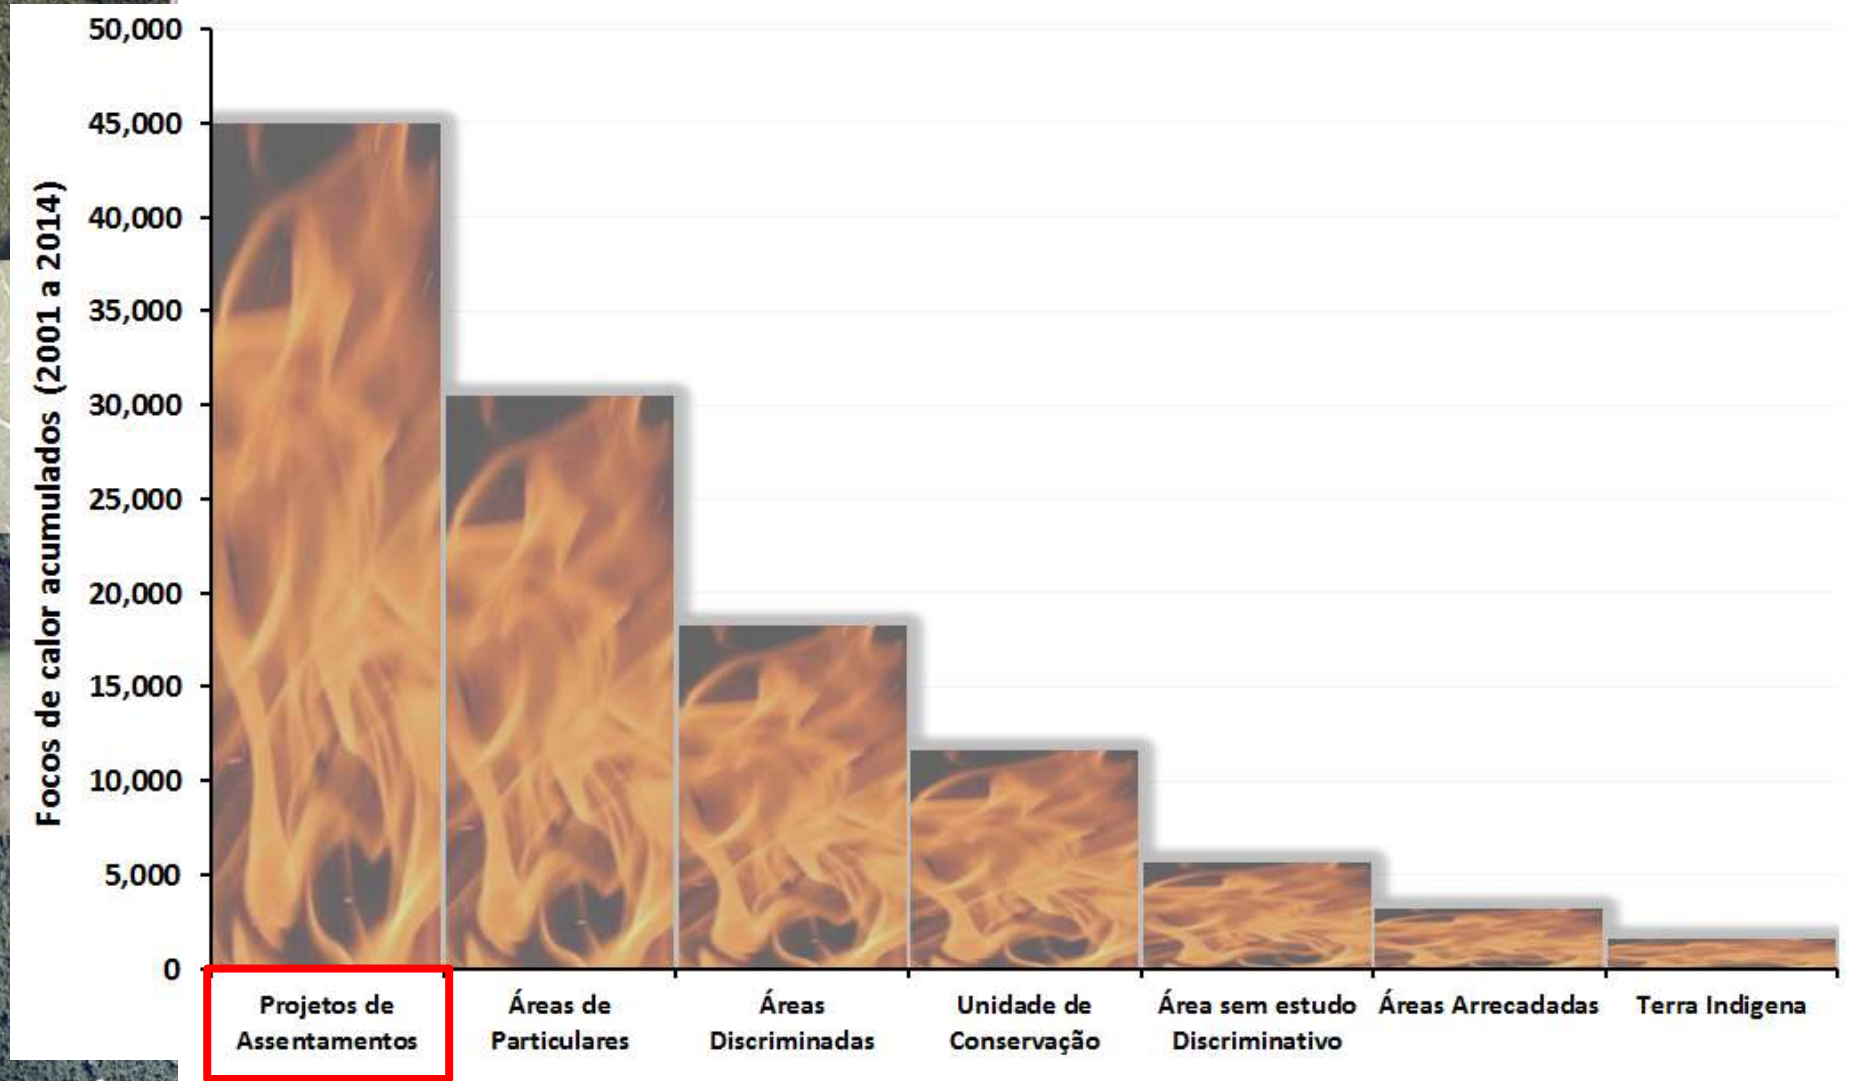 Focos de calor acumulados (2001 a 2014)
50,000
45,000
40,000
35,000
30,000
25,000
20,000
15,000
10,000
5,000
0
Projetos de
Assentamentos
Áreas de
Particulares
Áreas
Discriminadas
Unidade de
Conservação
Área sem estudo
Discriminativo
Áreas Arrecadadas
Terra Indigena